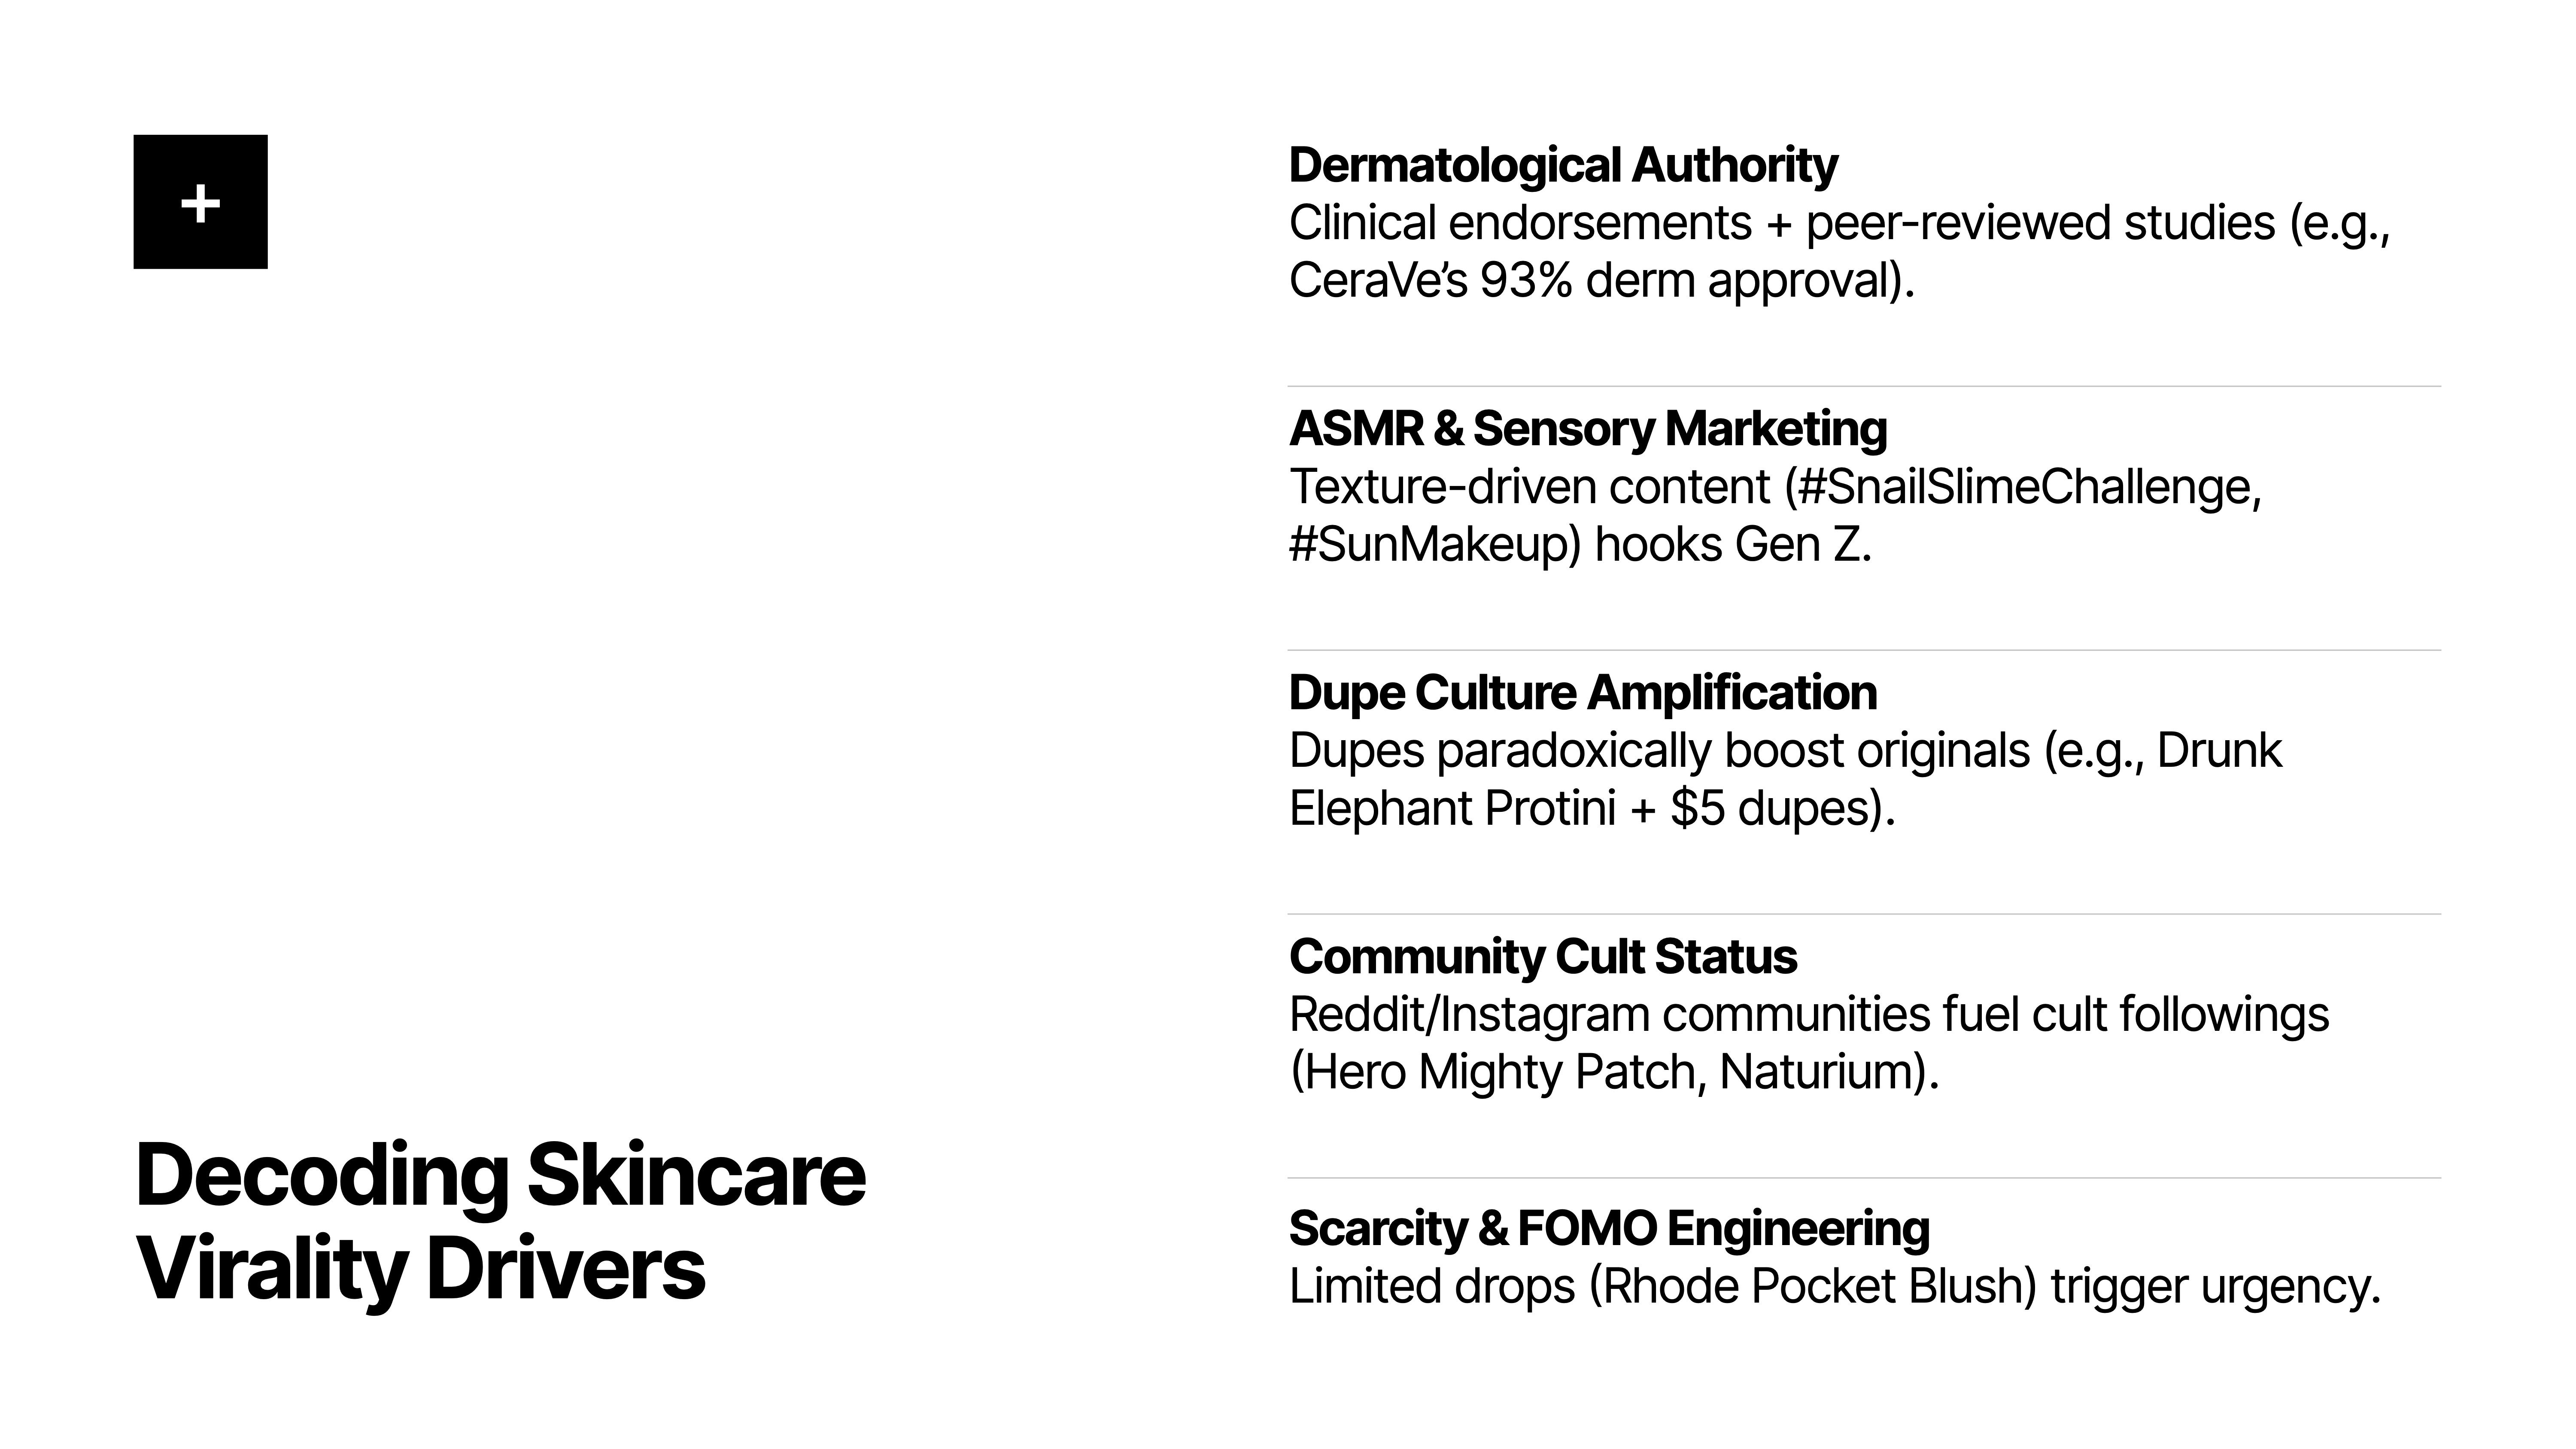 +
Decoding Skincare
Virality Drivers
Dermatological Authority
Clinical endorsements + peer-reviewed studies (e.g.,
CeraVe’s 93% derm approval).
ASMR & Sensory Marketing
Texture-driven content (#SnailSlimeChallenge,
#SunMakeup) hooks Gen Z.
Dupe Culture Amplification
Dupes paradoxically boost originals (e.g., Drunk
Elephant Protini + $5 dupes).
Community Cult Status
Reddit/Instagram communities fuel cult followings
(Hero Mighty Patch, Naturium).
Scarcity & FOMO Engineering
Limited drops (Rhode Pocket Blush) trigger urgency.